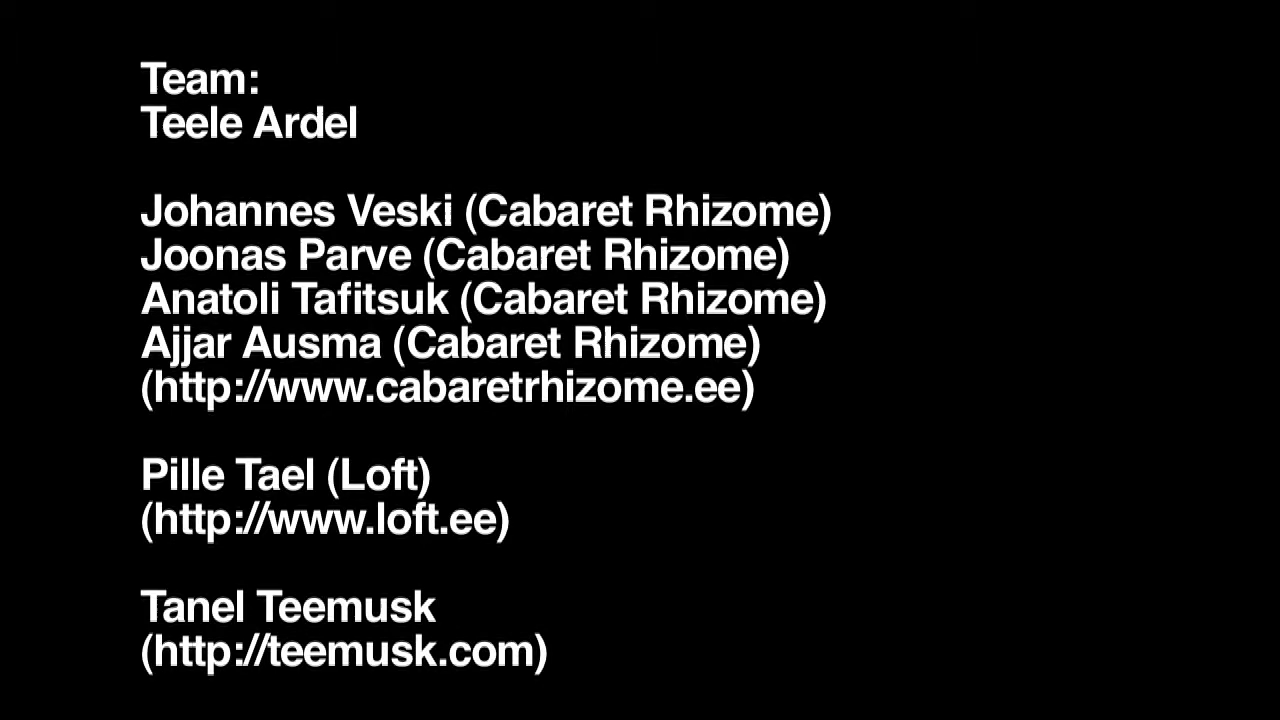 Team:
Teele Ardel
Johannes Veski (Cabaret Rhizome)
Joonas Parve (Cabaret Rhizome)
Anatoli Tafitsuk (Cabaret Rhizome)
Ajjar Ausma (Cabaret Rhizome)
(http://www.cabaretrhizome.ee)
Pille Tael (Loft)
(http://www.loft.ee)
Tanel Teemusk
(http://teemusk.com)